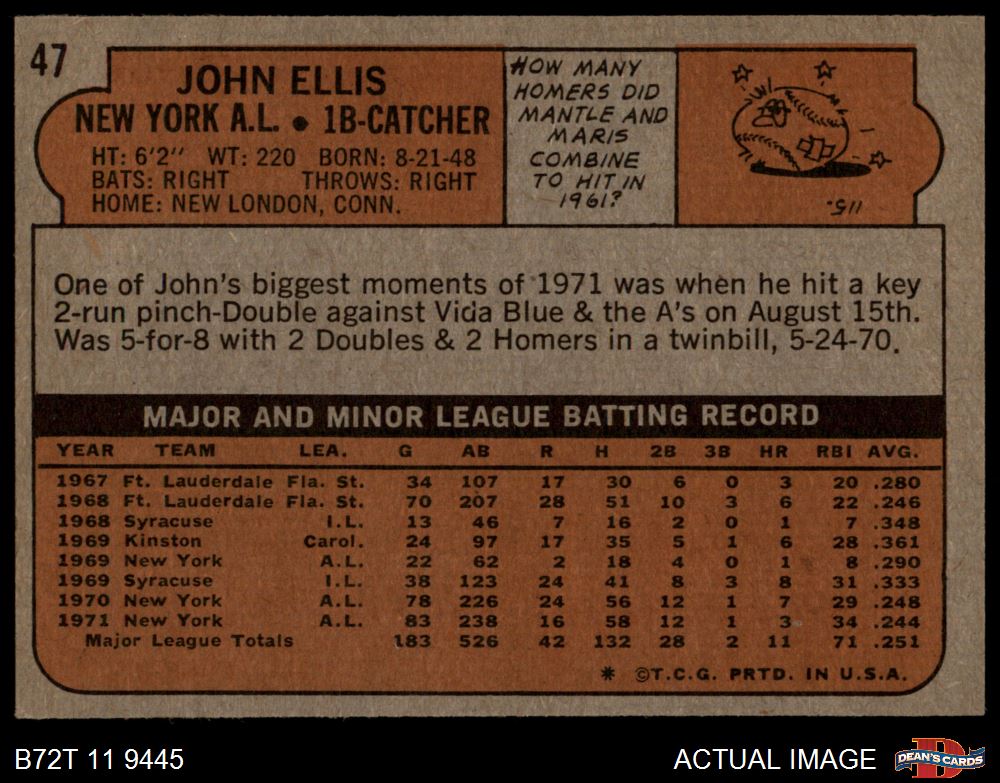 47
JOHN ELLIS
NEW YORK A.L. • 1B-CATCHER
HT: 6'2" WT: 220 BORN: 8-21-48
BATS: RIGHT THROWS: RIGHT
HOME: NEW LONDON, CONN.
HOW MANY
HOMERS DID
MANTLE AND
MARIS
COMBINE
TO HIT IN
1961?
115.
One of John's biggest moments of 1971 was when he hit a key
2-run pinch-Double against Vida Blue & the A's on August 15th.
Was 5-for-8 with 2 Doubles & 2 Homers in a twinbill, 5-24-70.
MAJOR AND MINOR LEAGUE BATTING RECORD
YEAR TEAM LEA. G AB R H 2B 3B HR RBI AVG.
1967 Ft. Lauderdale Fla. St. 34 107 17 30 6 0 3 20 .280
1968 Ft. Lauderdale Fla. St. 70 207 28 51 10 3 6 22 .246
1968 Syracuse I.L. 13 46 7 16 2 0 1 7 .348
1969 Kinston Carol. 24 97 17 35 5 1 6 28 .361
1969 New York A.L. 22 62 2 18 4 0 1 8 .290
1969 Syracuse I.L. 38 123 24 41 8 3 8 31 .333
1970 New York A.L. 78 226 24 56 12 1 7 29 .248
1971 New York A.L. 83 238 16 58 12 1 3 34 .244
Major League Totals 183 526 42 132 28 2 11 71 .251
* ©T.C.G. PRTD. IN U.S.A.
B72T 11 9445
ACTUAL IMAGE
D
DEAN'S CARDS